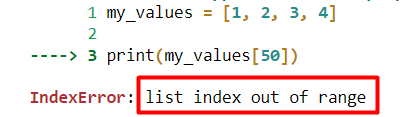 1 my_values = [1, 2, 3, 4]
2
----> 3 print(my_values[50])
IndexError: list index out of range